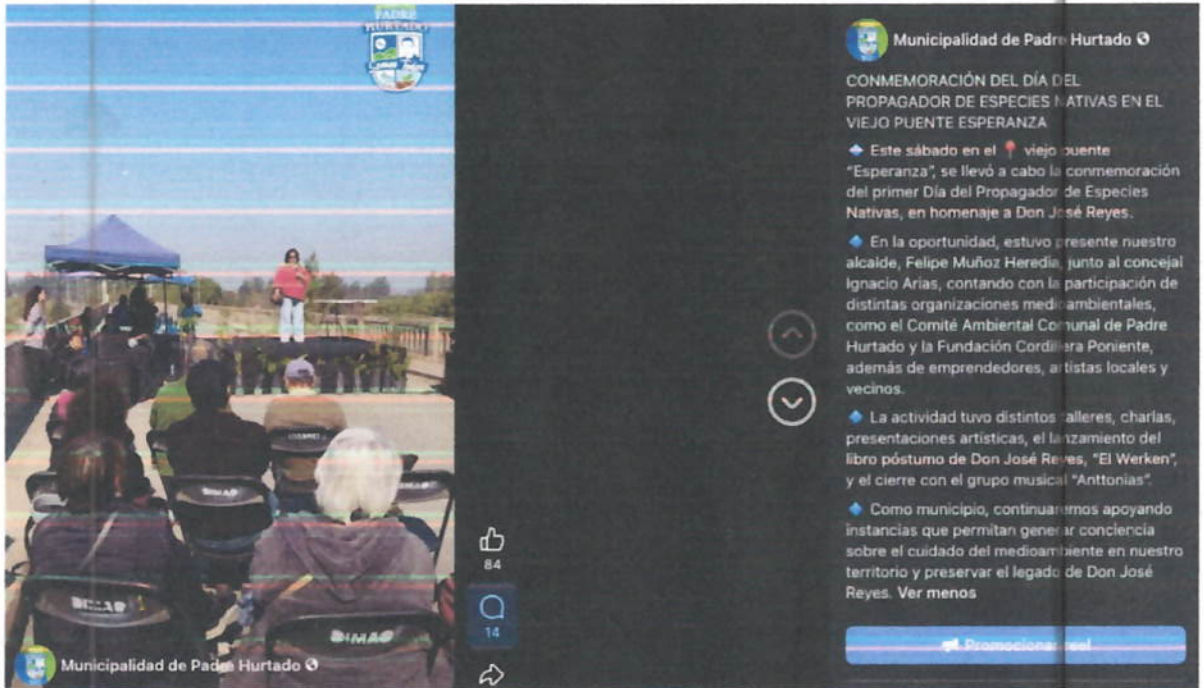 PADRE
HURTADO
Municipalidad de Padre Hurtado
CONMEMORACIÓN DEL DÍA DEL
PROPAGADOR DE ESPECIES NATIVAS EN EL
VIEJO PUENTE ESPERANZA
Este sábado en el 📍 viejo puente
"Esperanza", se llevó a cabo la conmemoración
del primer Día del Propagador de Especies
Nativas, en homenaje a Don José Reyes.
En la oportunidad, estuvo presente nuestro
alcalde, Felipe Muñoz Heredia, junto al concejal
Ignacio Arias, contando con la participación de
distintas organizaciones medioambientales,
como el Comité Ambiental Comunal de Padre
Hurtado y la Fundación Cordillera Poniente,
además de emprendedores, artistas locales y
vecinos.
La actividad tuvo distintos talleres, charlas,
presentaciones artísticas, el lanzamiento del
libro póstumo de Don José Reyes, "El Werken",
y el cierre con el grupo musical "Anttonias".
Como municipio, continuaremos apoyando
instancias que permitan generar conciencia
sobre el cuidado del medioambiente en nuestro
territorio y preservar el legado de Don José
Reyes. Ver menos
Promocionar reel
84
14
DIMAO
DIMAO
DIMAO
Municipalidad de Padre Hurtado